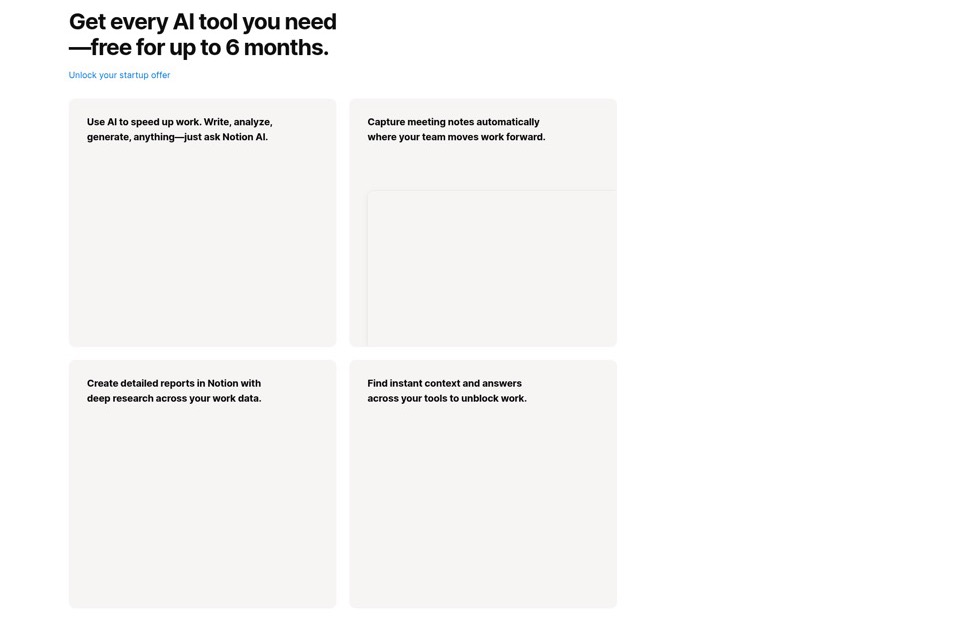 Get every AI tool you need
—free for up to 6 months.
Unlock your startup offer
Use AI to speed up work. Write, analyze,
generate, anything—just ask Notion AI.
Capture meeting notes automatically
where your team moves work forward.
Create detailed reports in Notion with
deep research across your work data.
Find instant context and answers
across your tools to unblock work.